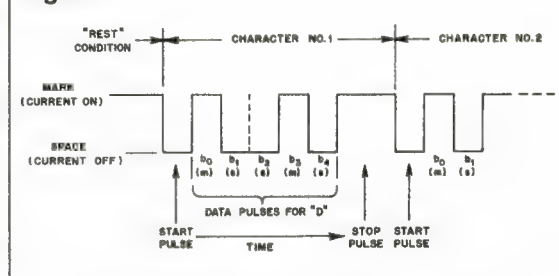 "REST"
CONDITION
CHARACTER NO.1
CHARACTER NO.2
MARK
(CURRENT ON)
SPACE
(CURRENT OFF)
b0 b1 b2 b3 b4 b0 b1
(m) (s) (s) (m) (s) (m) (s)
DATA PULSES FOR "D"
START
PULSE
TIME
STOP
PULSE
START
PULSE